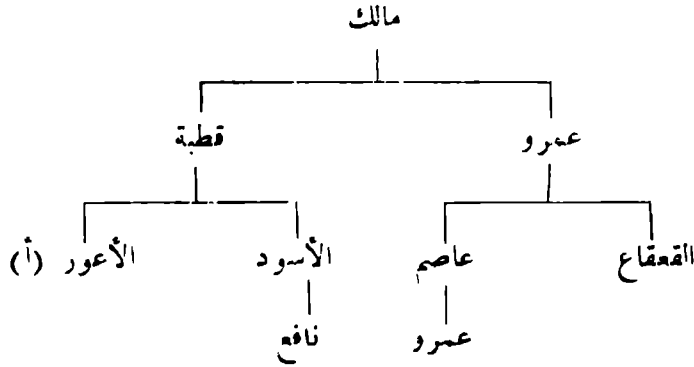 مالك
عمرو قطبة
القعقاع عاصم الأسود الأعور (أ)
عمرو نافع